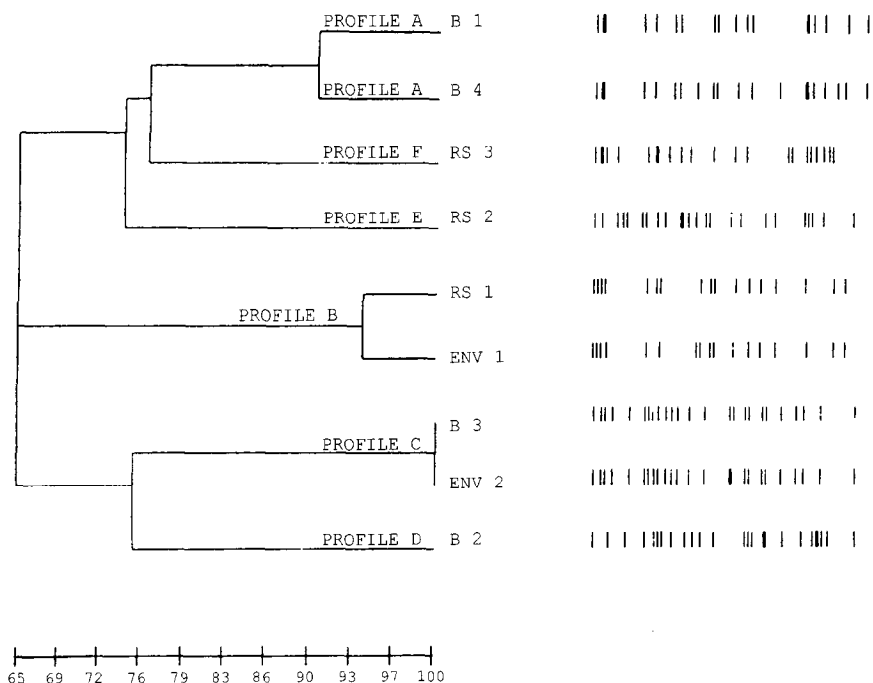 PROFILE A B 1
PROFILE A B 4
PROFILE F RS 3
PROFILE E RS 2
RS 1
PROFILE B
ENV 1
B 3
PROFILE C
ENV 2
PROFILE D B 2
65 69 72 76 79 83 86 90 93 97 100